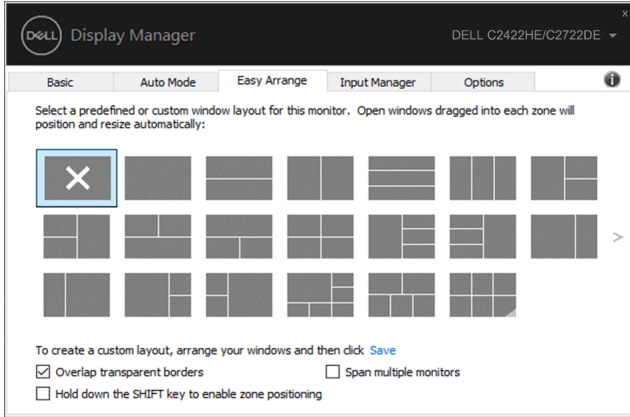 DELL Display Manager
x
DELL C2422HE/C2722DE
Basic Auto Mode Easy Arrange Input Manager Options
i
Select a predefined or custom window layout for this monitor. Open windows dragged into each zone will
position and resize automatically:
>
To create a custom layout, arrange your windows and then click Save
Overlap transparent borders Span multiple monitors
Hold down the SHIFT key to enable zone positioning